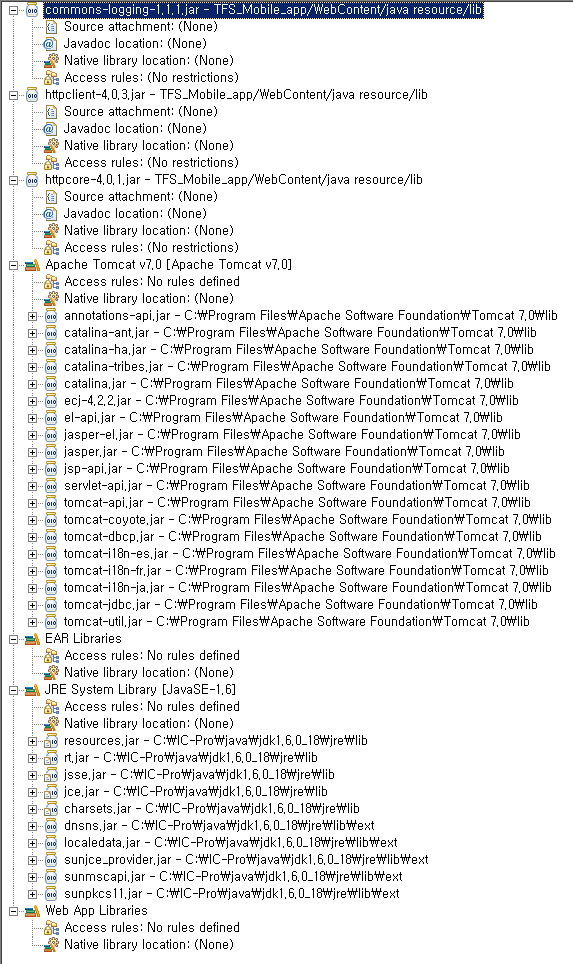 commons-logging-1.1.1.jar - TFS_Mobile_app/WebContent/java resource/lib
Source attachment: (None)
Javadoc location: (None)
Native library location: (None)
Access rules: (No restrictions)
httpclient-4.0.3.jar - TFS_Mobile_app/WebContent/java resource/lib
Source attachment: (None)
Javadoc location: (None)
Native library location: (None)
Access rules: (No restrictions)
httpcore-4.0.1.jar - TFS_Mobile_app/WebContent/java resource/lib
Source attachment: (None)
Javadoc location: (None)
Native library location: (None)
Access rules: (No restrictions)
Apache Tomcat v7.0 [Apache Tomcat v7.0]
Access rules: No rules defined
Native library location: (None)
annotations-api.jar - C:₩Program Files₩Apache Software Foundation₩Tomcat 7.0₩lib
catalina-ant.jar - C:₩Program Files₩Apache Software Foundation₩Tomcat 7.0₩lib
catalina-ha.jar - C:₩Program Files₩Apache Software Foundation₩Tomcat 7.0₩lib
catalina-tribes.jar - C:₩Program Files₩Apache Software Foundation₩Tomcat 7.0₩lib
catalina.jar - C:₩Program Files₩Apache Software Foundation₩Tomcat 7.0₩lib
ecj-4.2.2.jar - C:₩Program Files₩Apache Software Foundation₩Tomcat 7.0₩lib
el-api.jar - C:₩Program Files₩Apache Software Foundation₩Tomcat 7.0₩lib
jasper-el.jar - C:₩Program Files₩Apache Software Foundation₩Tomcat 7.0₩lib
jasper.jar - C:₩Program Files₩Apache Software Foundation₩Tomcat 7.0₩lib
jsp-api.jar - C:₩Program Files₩Apache Software Foundation₩Tomcat 7.0₩lib
servlet-api.jar - C:₩Program Files₩Apache Software Foundation₩Tomcat 7.0₩lib
tomcat-api.jar - C:₩Program Files₩Apache Software Foundation₩Tomcat 7.0₩lib
tomcat-coyote.jar - C:₩Program Files₩Apache Software Foundation₩Tomcat 7.0₩lib
tomcat-dbcp.jar - C:₩Program Files₩Apache Software Foundation₩Tomcat 7.0₩lib
tomcat-i18n-es.jar - C:₩Program Files₩Apache Software Foundation₩Tomcat 7.0₩lib
tomcat-i18n-fr.jar - C:₩Program Files₩Apache Software Foundation₩Tomcat 7.0₩lib
tomcat-i18n-ja.jar - C:₩Program Files₩Apache Software Foundation₩Tomcat 7.0₩lib
tomcat-jdbc.jar - C:₩Program Files₩Apache Software Foundation₩Tomcat 7.0₩lib
tomcat-util.jar - C:₩Program Files₩Apache Software Foundation₩Tomcat 7.0₩lib
EAR Libraries
Access rules: No rules defined
Native library location: (None)
JRE System Library [JavaSE-1.6]
Access rules: No rules defined
Native library location: (None)
resources.jar - C:₩IC-Pro₩java₩jdk1.6.0_18₩jre₩lib
rt.jar - C:₩IC-Pro₩java₩jdk1.6.0_18₩jre₩lib
jsse.jar - C:₩IC-Pro₩java₩jdk1.6.0_18₩jre₩lib
jce.jar - C:₩IC-Pro₩java₩jdk1.6.0_18₩jre₩lib
charsets.jar - C:₩IC-Pro₩java₩jdk1.6.0_18₩jre₩lib
dnsns.jar - C:₩IC-Pro₩java₩jdk1.6.0_18₩jre₩lib₩ext
localedata.jar - C:₩IC-Pro₩java₩jdk1.6.0_18₩jre₩lib₩ext
sunjce_provider.jar - C:₩IC-Pro₩java₩jdk1.6.0_18₩jre₩lib₩ext
sunmscapi.jar - C:₩IC-Pro₩java₩jdk1.6.0_18₩jre₩lib₩ext
sunpkcs11.jar - C:₩IC-Pro₩java₩jdk1.6.0_18₩jre₩lib₩ext
Web App Libraries
Access rules: No rules defined
Native library location: (None)